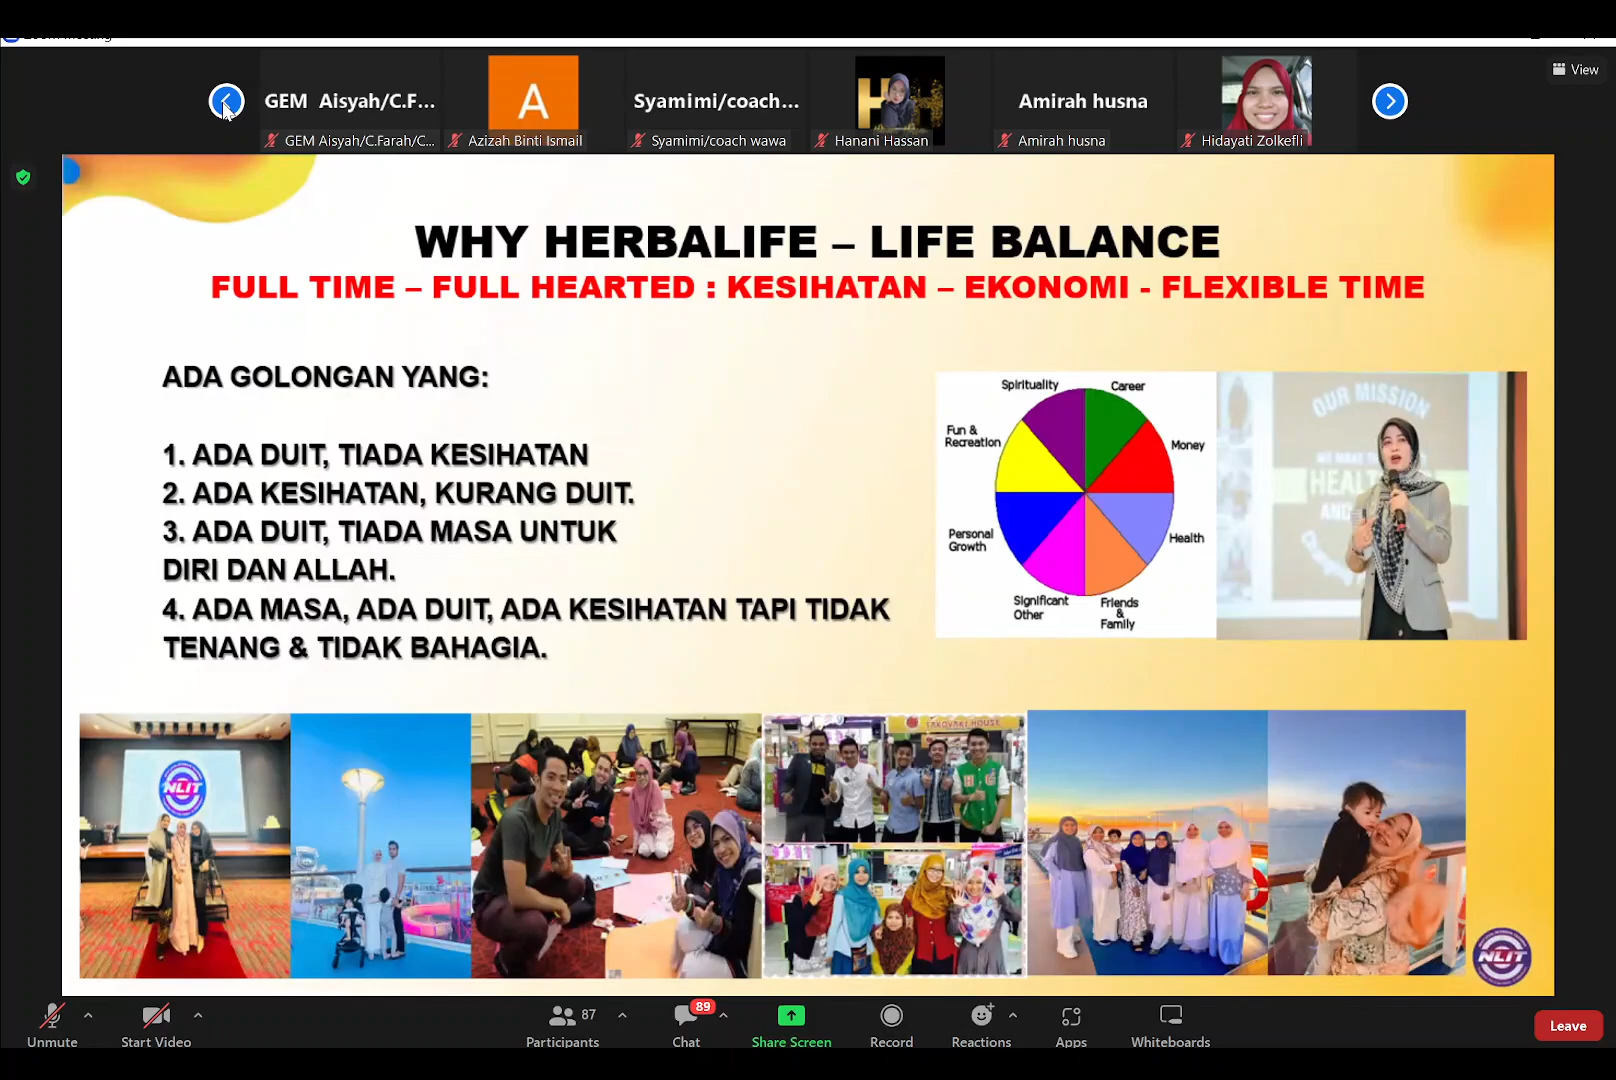 View
GEM Aisyah/C.F...
A
Syamimi/coach...
Amirah husna
GEM Aisyah/C.Farah/C...
Azizah Binti Ismail
Syamimi/coach wawa
Hanani Hassan
Amirah husna
Hidayati Zolkefli
WHY HERBALIFE – LIFE BALANCE
FULL TIME – FULL HEARTED : KESIHATAN – EKONOMI - FLEXIBLE TIME
ADA GOLONGAN YANG:
1. ADA DUIT, TIADA KESIHATAN
2. ADA KESIHATAN, KURANG DUIT.
3. ADA DUIT, TIADA MASA UNTUK
DIRI DAN ALLAH.
4. ADA MASA, ADA DUIT, ADA KESIHATAN TAPI TIDAK
TENANG & TIDAK BAHAGIA.
Spirituality
Career
Fun &
Recreation
Money
Personal
Growth
Health
Significant
Other
Friends
&
Family
OUR MISSION
HEALT
AND
NLIT
TAKOYAKI HOUSE
NLIT
Unmute
Start Video
87
Participants
89
Chat
Share Screen
Record
Reactions
Apps
Whiteboards
Leave